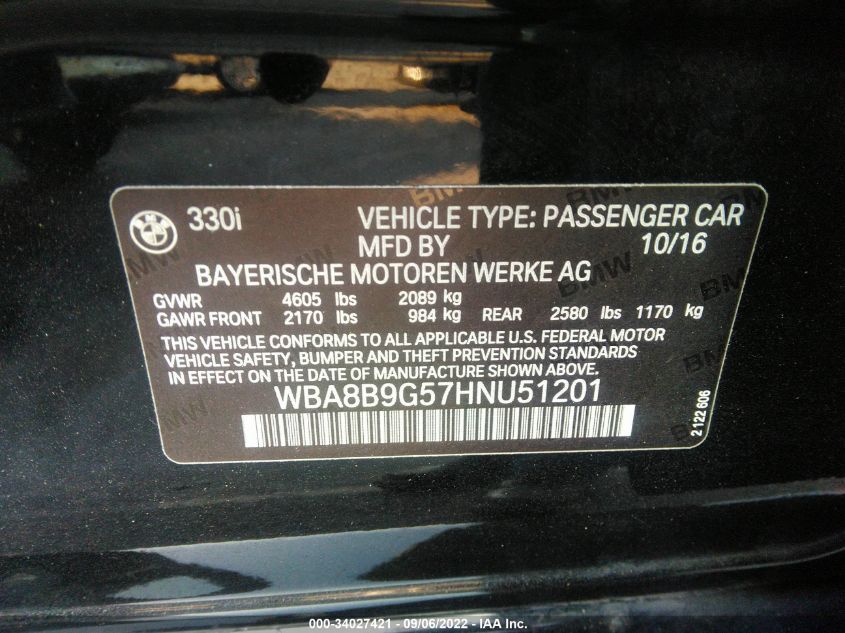 BMW 330i VEHICLE TYPE: PASSENGER CAR
MFD BY 10/16
BAYERISCHE MOTOREN WERKE AG
GVWR 4605 lbs 2089 kg
GAWR FRONT 2170 lbs 984 kg REAR 2580 lbs 1170 kg
THIS VEHICLE CONFORMS TO ALL APPLICABLE U.S. FEDERAL MOTOR
VEHICLE SAFETY, BUMPER AND THEFT PREVENTION STANDARDS
IN EFFECT ON THE DATE OF MANUFACTURE SHOWN ABOVE.
WBA8B9G57HNU51201
2122606
000-34027421 - 09/06/2022 - IAA Inc.